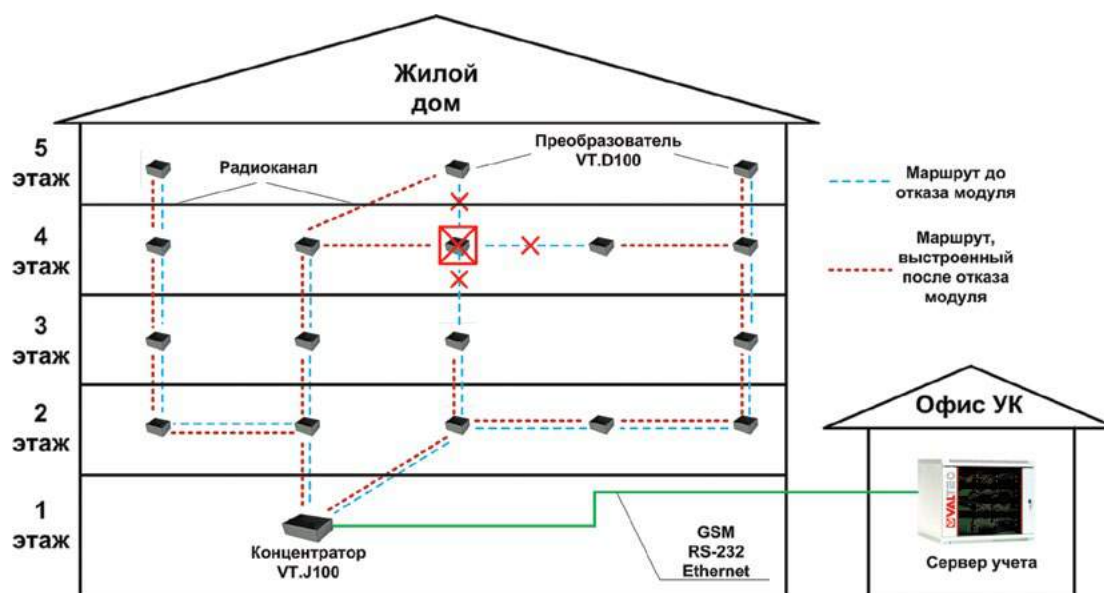 Жилой
дом
5
этаж
Радиоканал
Преобразователь
VT.D100
4
этаж
3
этаж
2
этаж
1
этаж
Концентратор
VT.J100
GSM
RS-232
Ethernet
Маршрут до
отказа модуля
Маршрут,
выстроенный
после отказа
модуля
Офис УК
VALTEC
Сервер учета